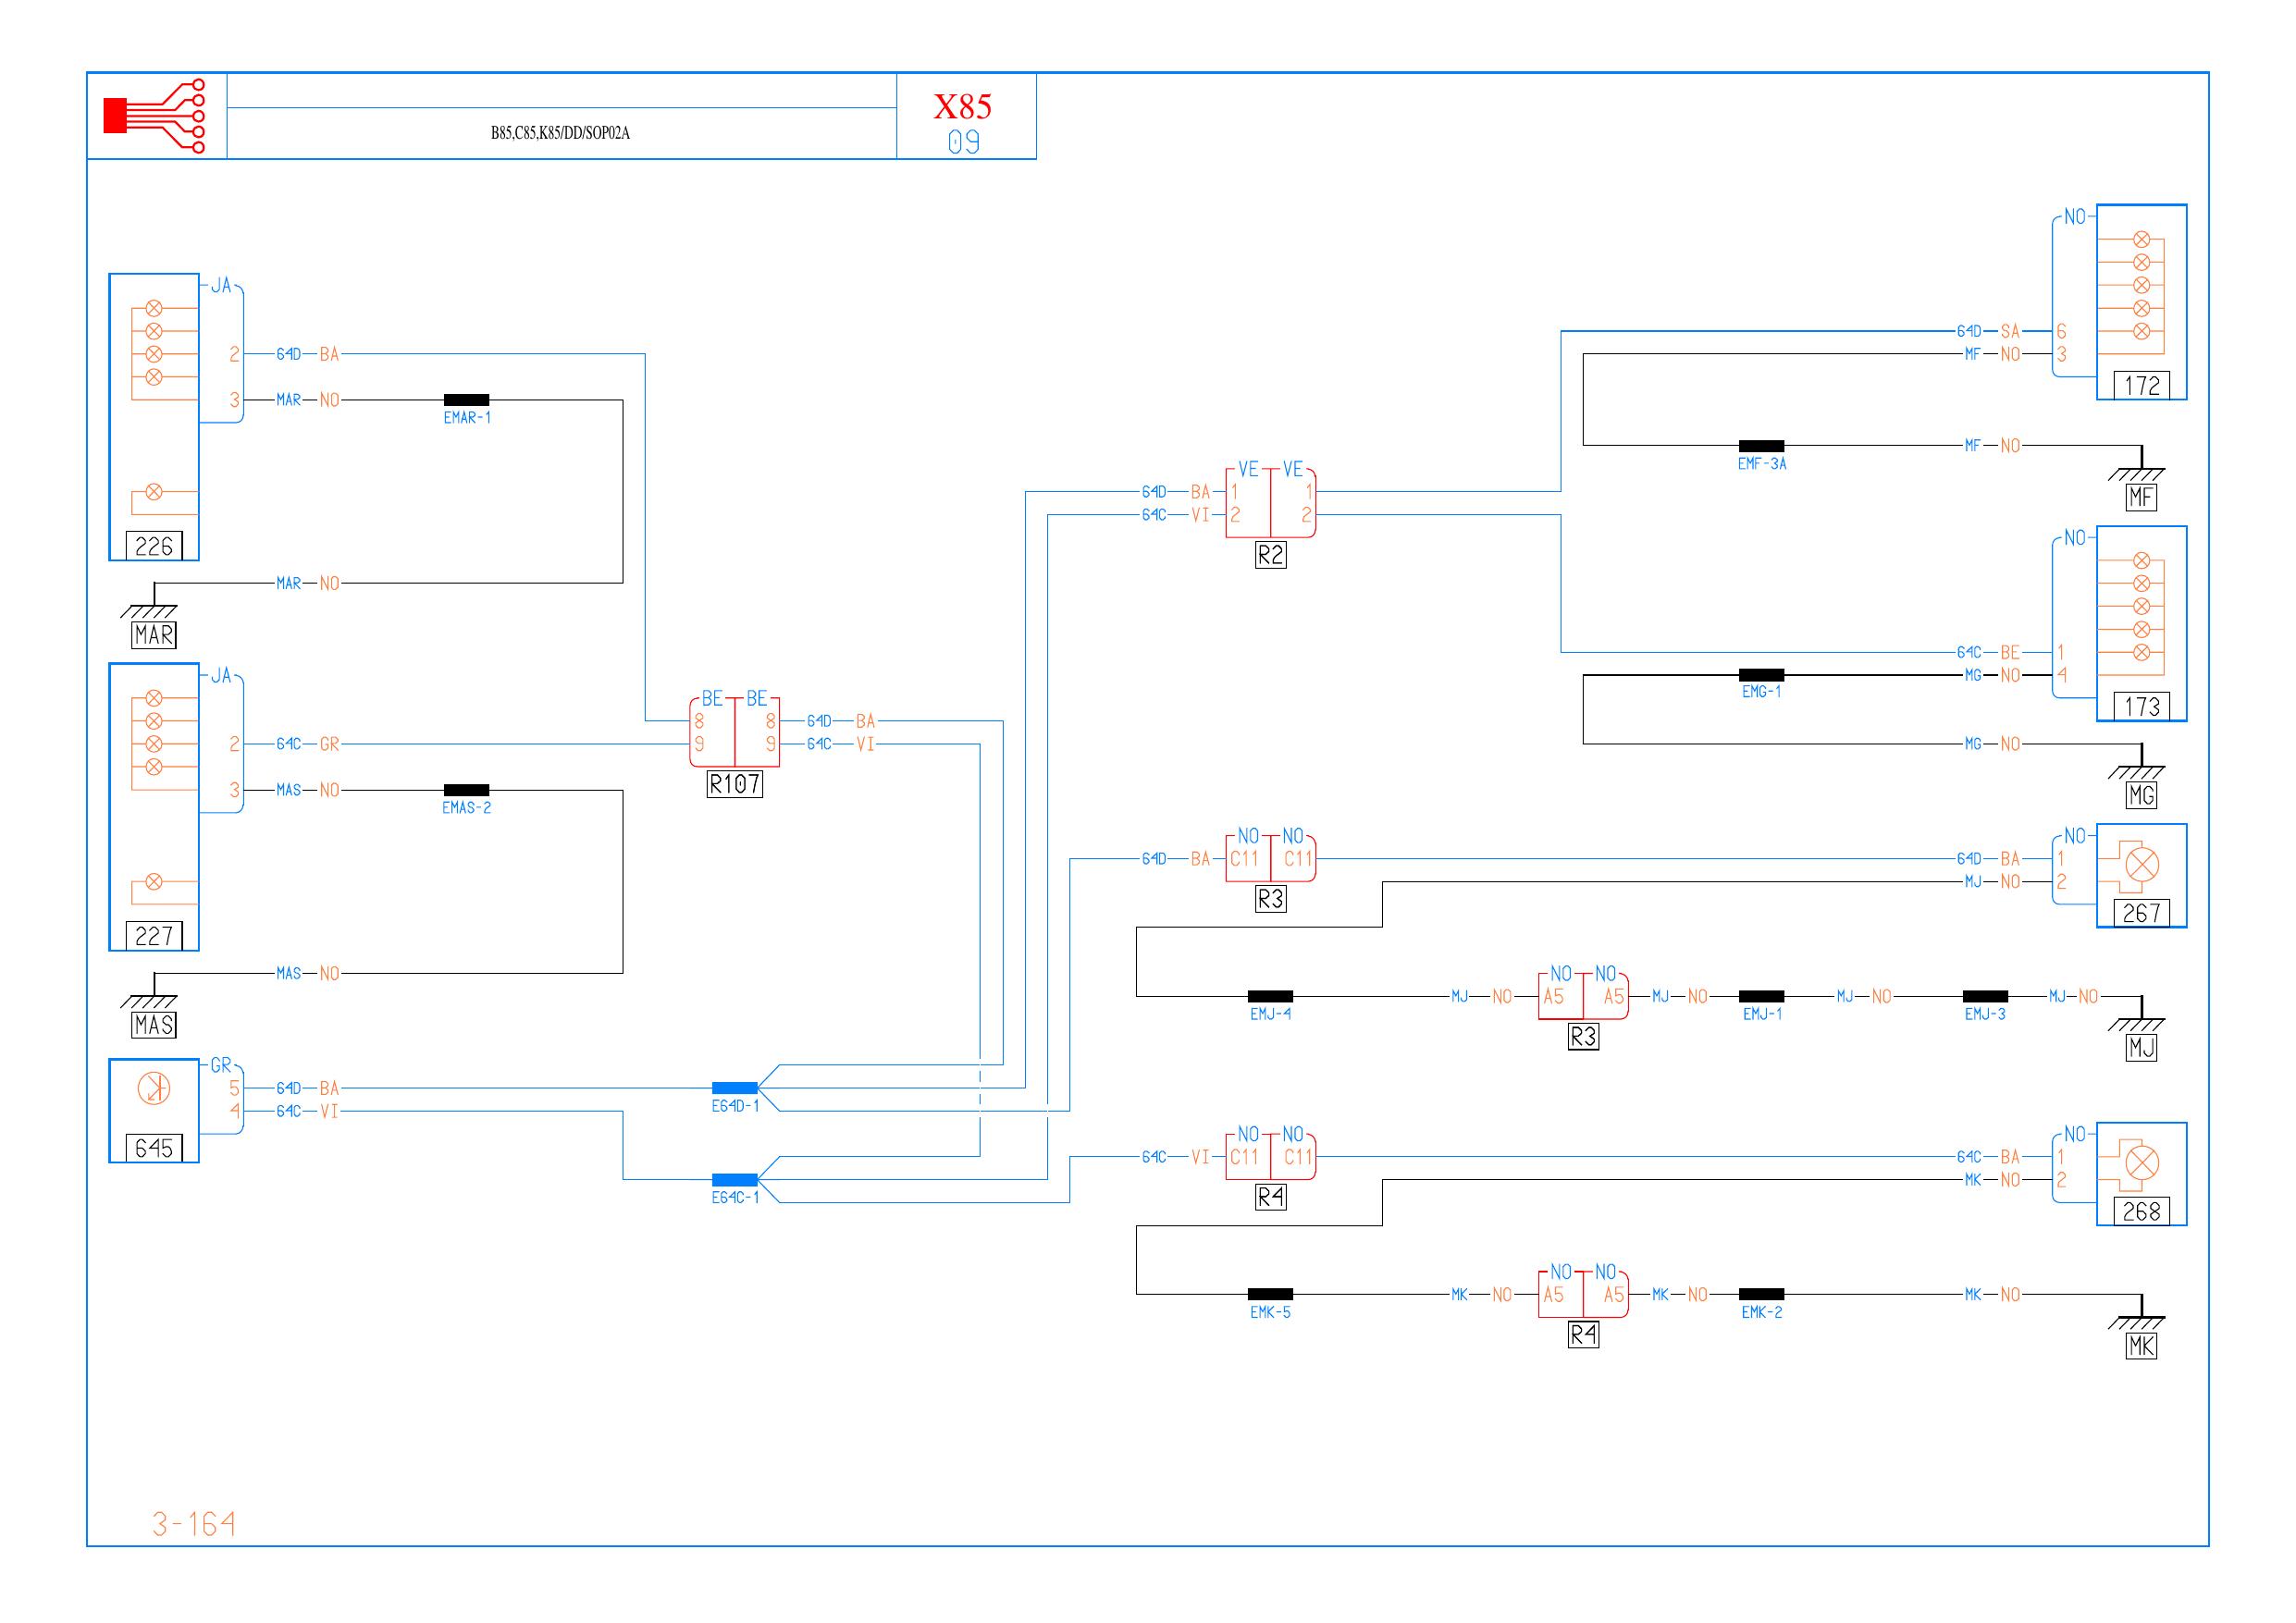 X85
B85,C85,K85/DD/SOP02A
09
NO
JA
64D SA 6
2 64D BA
MF NO 3
172
3 MAR NO
EMAR-1
MF NO
EMF-3A
VE VE
64D BA 1 1
MF
64C VI 2 2
226
R2
NO
MAR NO
MAR
64C BE 1
JA
MG NO 4
EMG-1
BE BE
173
8 8 64D BA
2 64C GR 9 9 64C VI
MG NO
R107
3 MAS NO
EMAS-2
MG
NO NO
NO
64D BA C11 C11 64D BA 1
MJ NO 2
R3
267
227
MAS NO
NO NO
MJ NO A5 A5 MJ NO MJ NO MJ NO
EMJ-4 EMJ-1 EMJ-3
MAS
R3
MJ
GR
5 64D BA
E64D-1
4 64C VI
NO NO
NO
645
64C VI C11 C11 64C BA 1
MK NO 2
E64C-1
R4
268
NO NO
MK NO A5 A5 MK NO MK NO
EMK-5 EMK-2
R4
MK
3-164